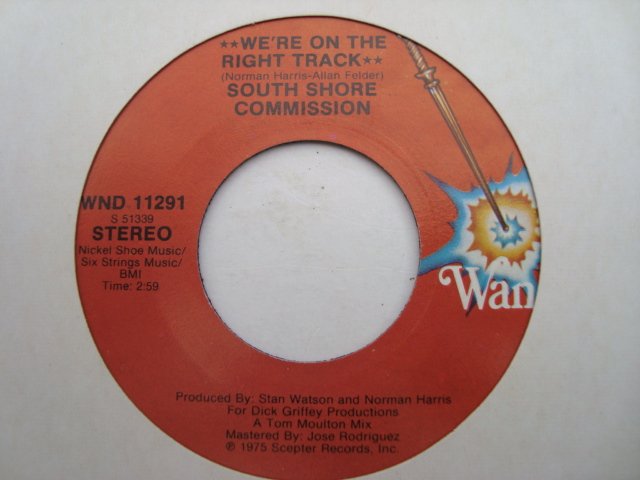 **WE'RE ON THE
RIGHT TRACK**
(Norman Harris-Allan Felder)
SOUTH SHORE
COMMISSION
WND 11291
S 51339
STEREO
Nickel Shoe Music/
Six Strings Music/
BMI
Time: 2:59
Wan
Produced By: Stan Watson and Norman Harris
For Dick Griffey Productions
A Tom Moulton Mix
Mastered By: Jose Rodriguez
℗ 1975 Scepter Records, Inc.